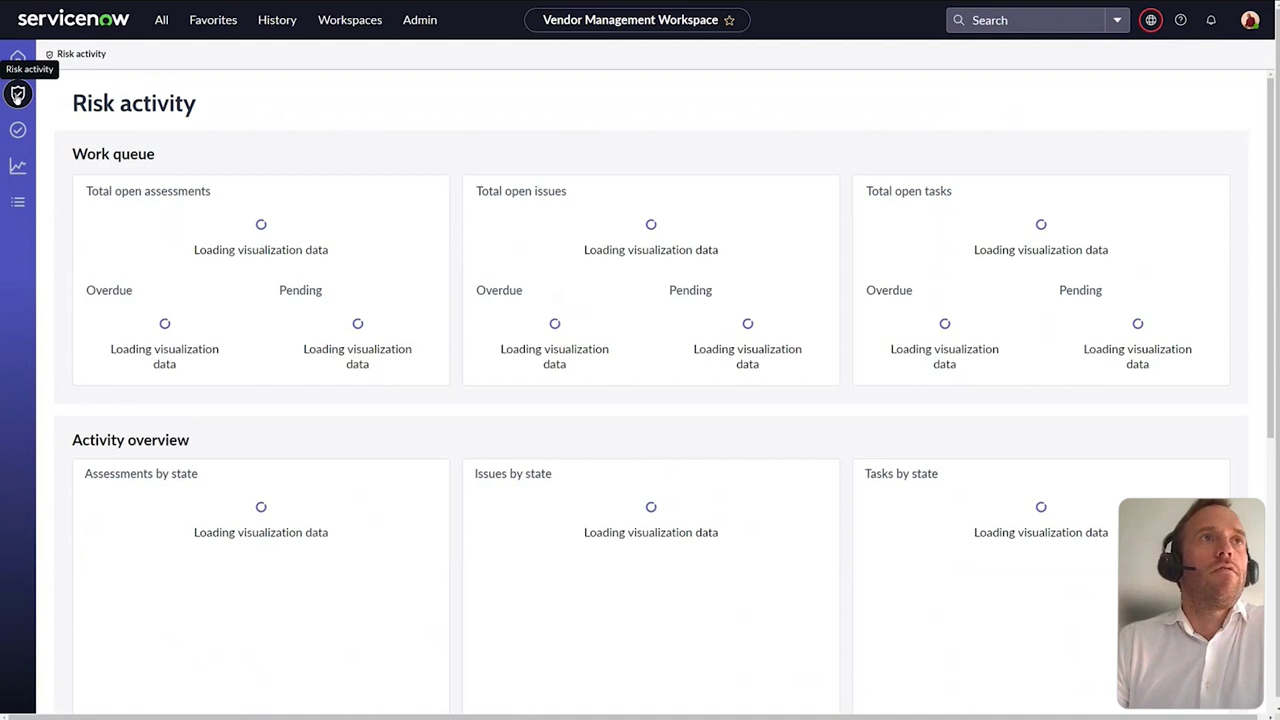 servicenow
All
Favorites
History
Workspaces
Admin
Vendor Management Workspace
Search
Risk activity
Risk activity
Risk activity
Work queue
Total open assessments
Loading visualization data
Overdue
Loading visualization
data
Pending
Loading visualization
data
Total open issues
Loading visualization data
Overdue
Loading visualization
data
Pending
Loading visualization
data
Total open tasks
Loading visualization data
Overdue
Loading visualization
data
Pending
Loading visualization
data
Activity overview
Assessments by state
Loading visualization data
Issues by state
Loading visualization data
Tasks by state
Loading visualization data